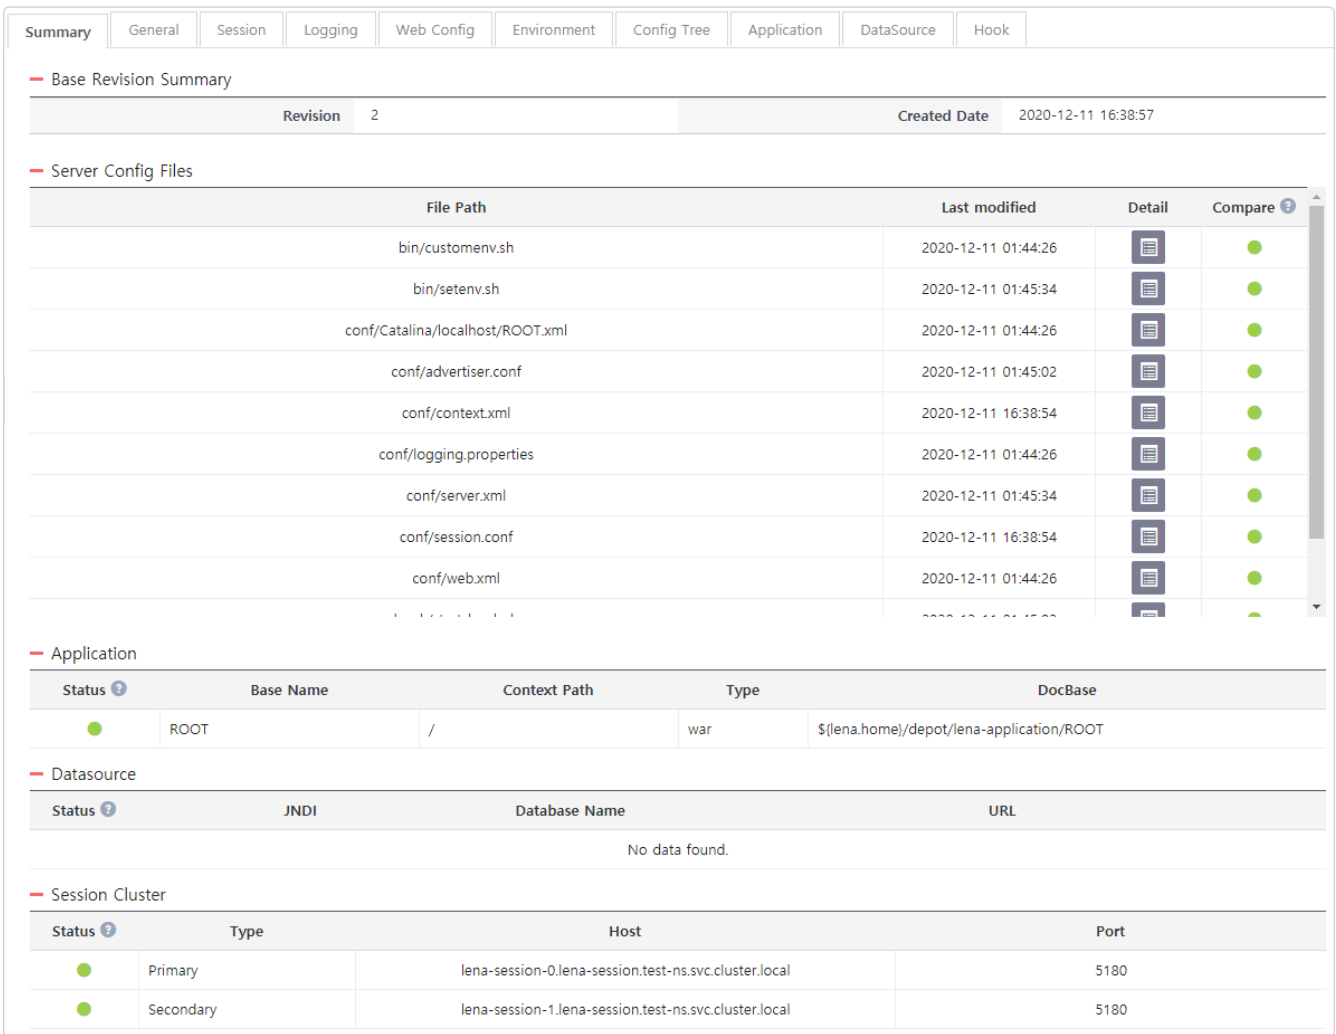 Summary General Session Logging Web Config Environment Config Tree Application DataSource Hook
Base Revision Summary
Revision 2 Created Date 2020-12-11 16:38:57
Server Config Files
File Path Last modified Detail Compare ?
bin/customenv.sh 2020-12-11 01:44:26
bin/setenv.sh 2020-12-11 01:45:34
conf/Catalina/localhost/ROOT.xml 2020-12-11 01:44:26
conf/advertiser.conf 2020-12-11 01:45:02
conf/context.xml 2020-12-11 16:38:54
conf/logging.properties 2020-12-11 01:44:26
conf/server.xml 2020-12-11 01:45:34
conf/session.conf 2020-12-11 16:38:54
conf/web.xml 2020-12-11 01:44:26
Application
Status ? Base Name Context Path Type DocBase
ROOT / war ${lena.home}/depot/lena-application/ROOT
Datasource
Status ? JNDI Database Name URL
No data found.
Session Cluster
Status ? Type Host Port
Primary lena-session-0.lena-session.test-ns.svc.cluster.local 5180
Secondary lena-session-1.lena-session.test-ns.svc.cluster.local 5180